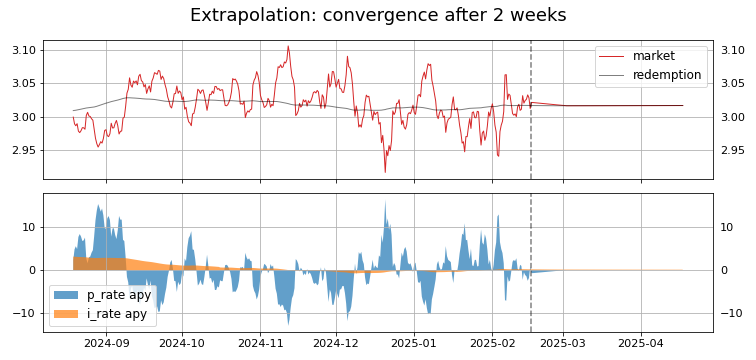 Extrapolation: convergence after 2 weeks
3.10
3.05
3.00
2.95
market
redemption
3.10
3.05
3.00
2.95
10
0
−10
p_rate apy
i_rate apy
10
0
−10
2024-09 2024-10 2024-11 2024-12 2025-01 2025-02 2025-03 2025-04